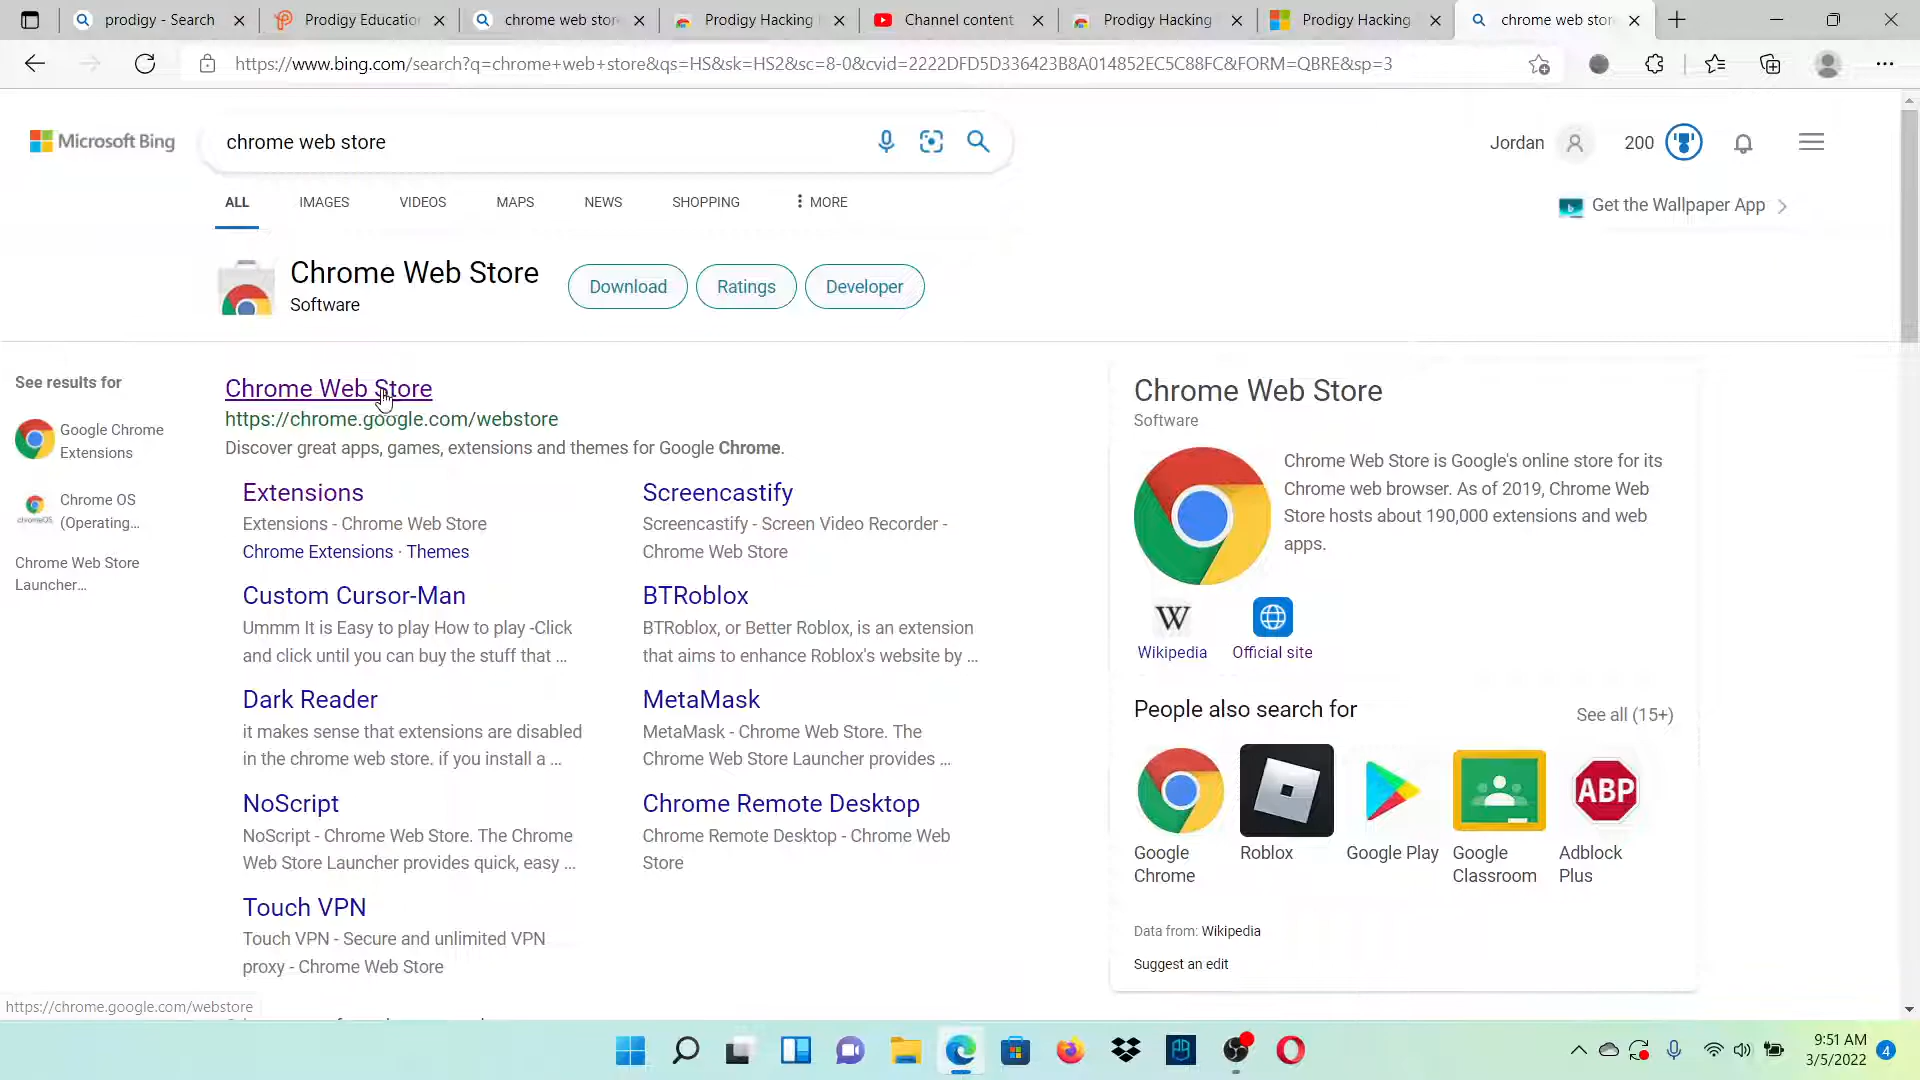 prodigy - Search
Prodigy Educatio
chrome web stor
Prodigy Hacking
Channel content
Prodigy Hacking
Prodigy Hacking
chrome web stor
https://www.bing.com/search?q=chrome+web+store&qs=HS&sk=HS2&sc=8-0&cvid=2222DFD5D336423B8A014852EC5C88FC&FORM=QBRE&sp=3
Microsoft Bing
chrome web store
Jordan
200
ALL
IMAGES
VIDEOS
MAPS
NEWS
SHOPPING
MORE
Get the Wallpaper App
Chrome Web Store
Software
Download
Ratings
Developer
See results for
Google Chrome
Extensions
Chrome OS
(Operating...
Chrome Web Store
Launcher...
Chrome Web Store
https://chrome.google.com/webstore
Discover great apps, games, extensions and themes for Google Chrome.
Extensions
Extensions - Chrome Web Store
Chrome Extensions · Themes
Screencastify
Screencastify - Screen Video Recorder -
Chrome Web Store
Custom Cursor-Man
Ummm It is Easy to play How to play -Click
and click until you can buy the stuff that ...
BTRoblox
BTRoblox, or Better Roblox, is an extension
that aims to enhance Roblox's website by ...
Dark Reader
it makes sense that extensions are disabled
in the chrome web store. if you install a ...
MetaMask
MetaMask - Chrome Web Store. The
Chrome Web Store Launcher provides ...
NoScript
NoScript - Chrome Web Store. The Chrome
Web Store Launcher provides quick, easy ...
Chrome Remote Desktop
Chrome Remote Desktop - Chrome Web
Store
Touch VPN
Touch VPN - Secure and unlimited VPN
proxy - Chrome Web Store
Chrome Web Store
Software
Chrome Web Store is Google's online store for its
Chrome web browser. As of 2019, Chrome Web
Store hosts about 190,000 extensions and web
apps.
W
Wikipedia
Official site
People also search for
See all (15+)
ABP
Google
Chrome
Roblox
Google Play
Google
Classroom
Adblock
Plus
Data from: Wikipedia
Suggest an edit
https://chrome.google.com/webstore
9:51 AM
3/5/2022
4